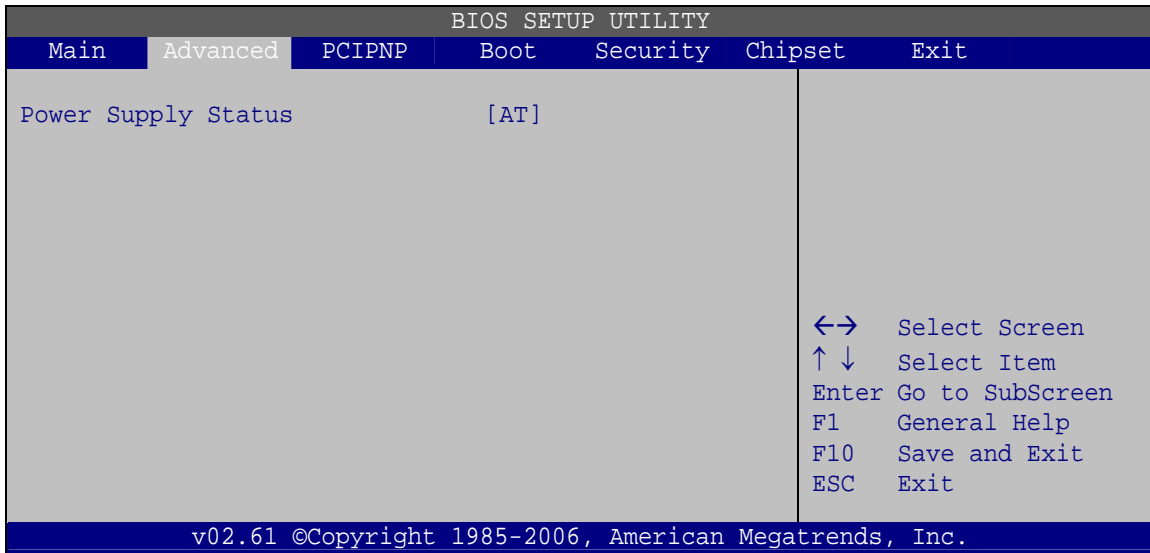 BIOS SETUP UTILITY
Main Advanced PCIPNP Boot Security Chipset Exit
Power Supply Status [AT]
←→ Select Screen
↑ ↓ Select Item
Enter Go to SubScreen
F1 General Help
F10 Save and Exit
ESC Exit
v02.61 ©Copyright 1985-2006, American Megatrends, Inc.